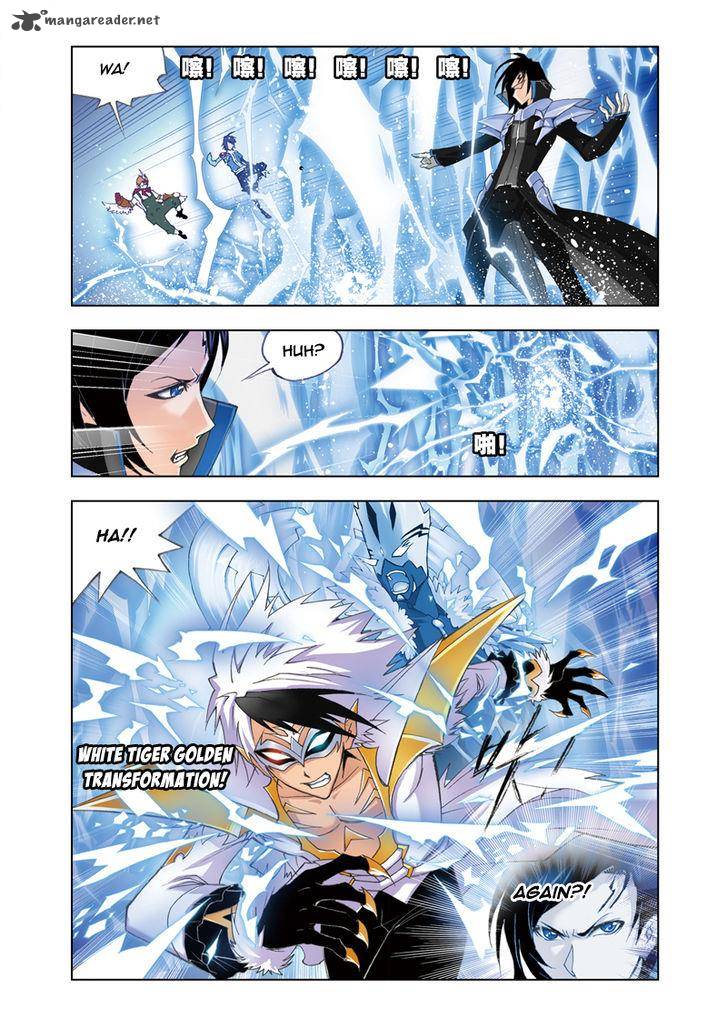 mangareader.net
WA!
嚓! 嚓! 嚓! 嚓! 嚓! 嚓!
HUH?
啪!
HA!!
WHITE TIGER GOLDEN
TRANSFORMATION!
AGAIN?!